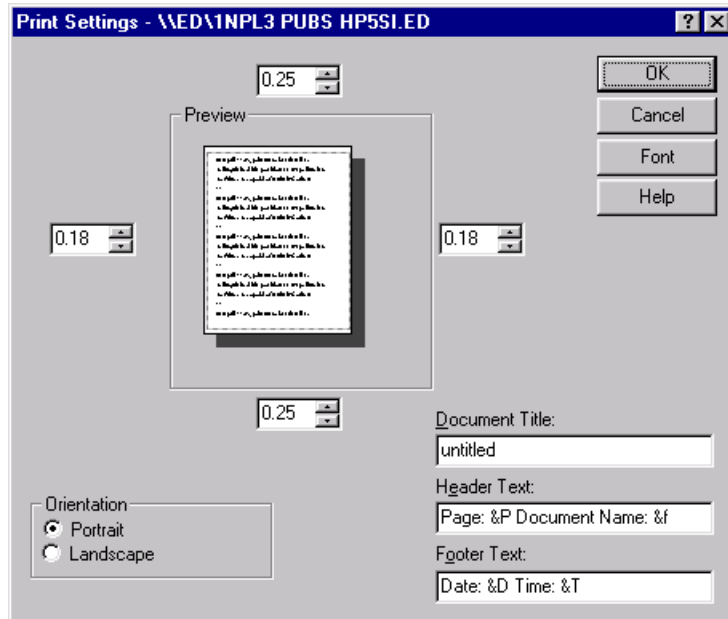 Print Settings - \\ED\1NPL3 PUBS HP5SI.ED
0.25
OK
Preview
Cancel
Font
Help
0.18
0.18
0.25
Document Title:
untitled
Header Text:
Page: &P Document Name: &f
Orientation
Portrait
Landscape
Footer Text:
Date: &D Time: &T